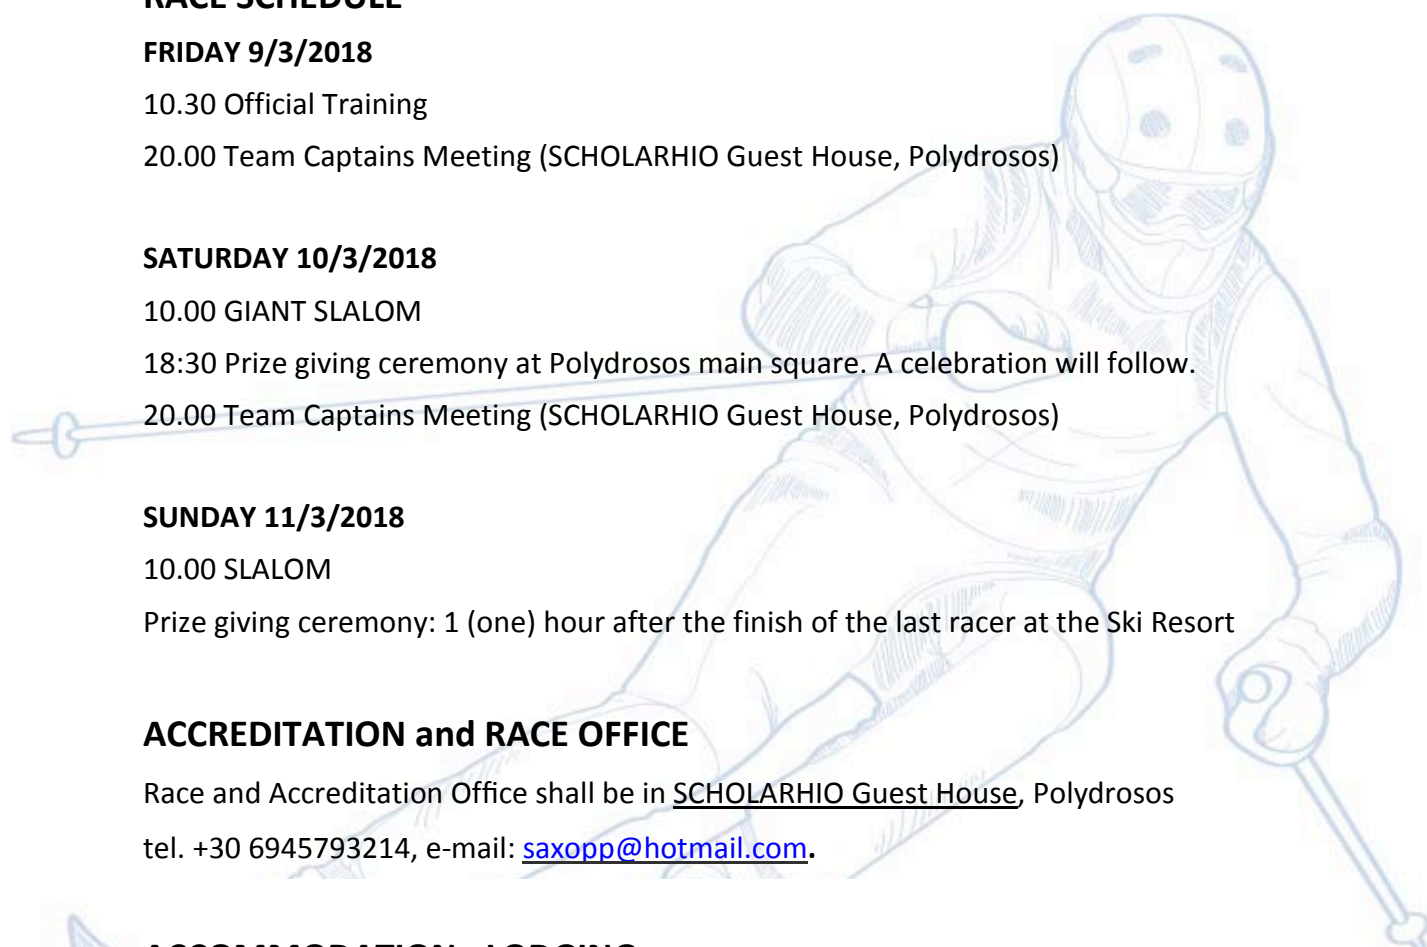 RACE SCHEDULE
FRIDAY 9/3/2018
10.30 Official Training
20.00 Team Captains Meeting (SCHOLARHIO Guest House, Polydrosos)
SATURDAY 10/3/2018
10.00 GIANT SLALOM
18:30 Prize giving ceremony at Polydrosos main square. A celebration will follow.
20.00 Team Captains Meeting (SCHOLARHIO Guest House, Polydrosos)
SUNDAY 11/3/2018
10.00 SLALOM
Prize giving ceremony: 1 (one) hour after the finish of the last racer at the Ski Resort
ACCREDITATION and RACE OFFICE
Race and Accreditation Office shall be in SCHOLARHIO Guest House, Polydrosos
tel. +30 6945793214, e-mail: saxopp@hotmail.com.